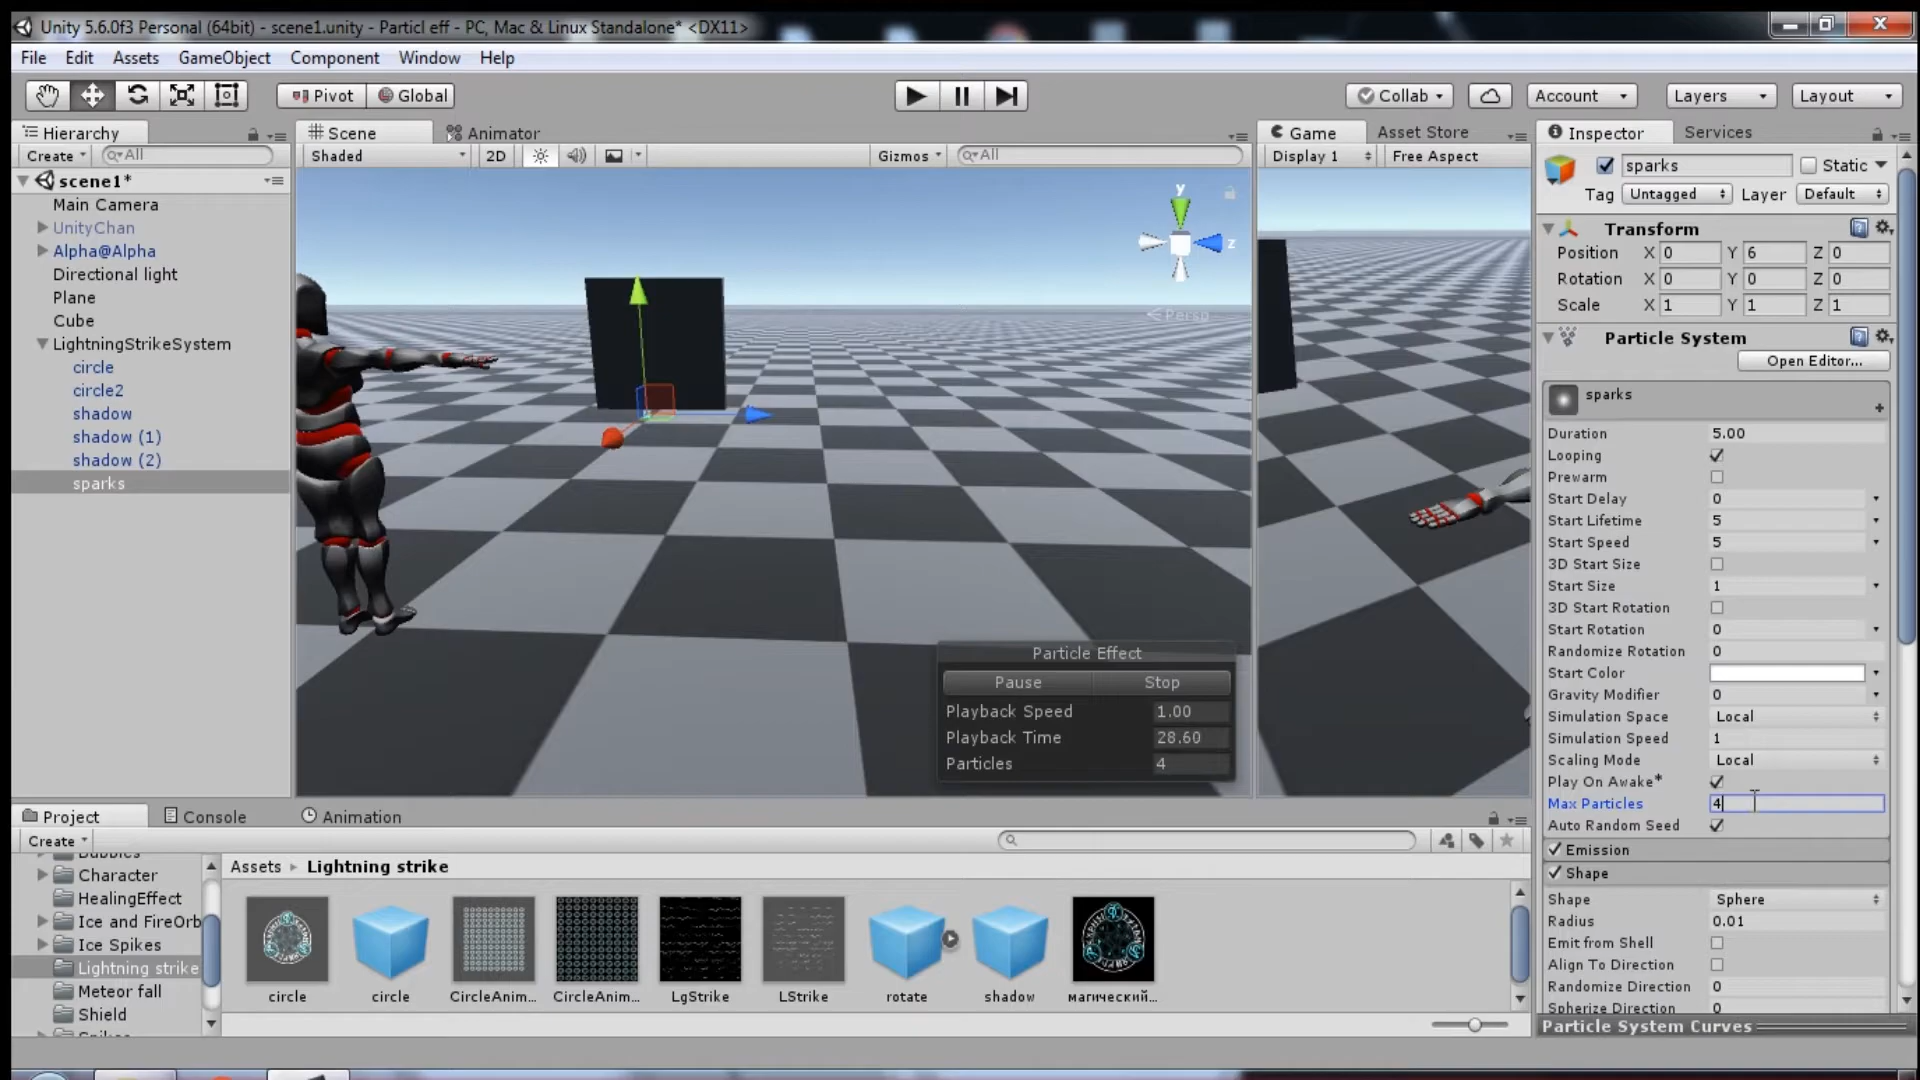 Unity 5.6.0f3 Personal (64bit) - scene1.unity - Particl eff - PC, Mac & Linux Standalone* <DX11>
File Edit Assets GameObject Component Window Help
Pivot Global Collab Account Layers Layout
Hierarchy
Create All
scene1*
Main Camera
UnityChan
Alpha@Alpha
Directional light
Plane
Cube
LightningStrikeSystem
circle
circle2
shadow
shadow (1)
shadow (2)
sparks
Scene Animator
Shaded 2D Gizmos All
y
z
Persp
Particle Effect
Pause Stop
Playback Speed 1.00
Playback Time 28.60
Particles 4
Game Asset Store
Display 1 Free Aspect
Inspector Services
sparks Static
Tag Untagged Layer Default
Transform
Position X 0 Y 6 Z 0
Rotation X 0 Y 0 Z 0
Scale X 1 Y 1 Z 1
Particle System
Open Editor...
sparks
Duration 5.00
Looping
Prewarm
Start Delay 0
Start Lifetime 5
Start Speed 5
3D Start Size
Start Size 1
3D Start Rotation
Start Rotation 0
Randomize Rotation 0
Start Color
Gravity Modifier 0
Simulation Space Local
Simulation Speed 1
Scaling Mode Local
Play On Awake*
Max Particles 4
Auto Random Seed
Emission
Shape
Shape Sphere
Radius 0.01
Emit from Shell
Align To Direction
Randomize Direction 0
Spherize Direction 0
Particle System Curves
Project Console Animation
Create
Bubbles
Character
HealingEffect
Ice and FireOrb
Ice Spikes
Lightning strike
Meteor fall
Shield
Assets Lightning strike
circle circle CircleAnim... CircleAnim... LgStrike LStrike rotate shadow магический...